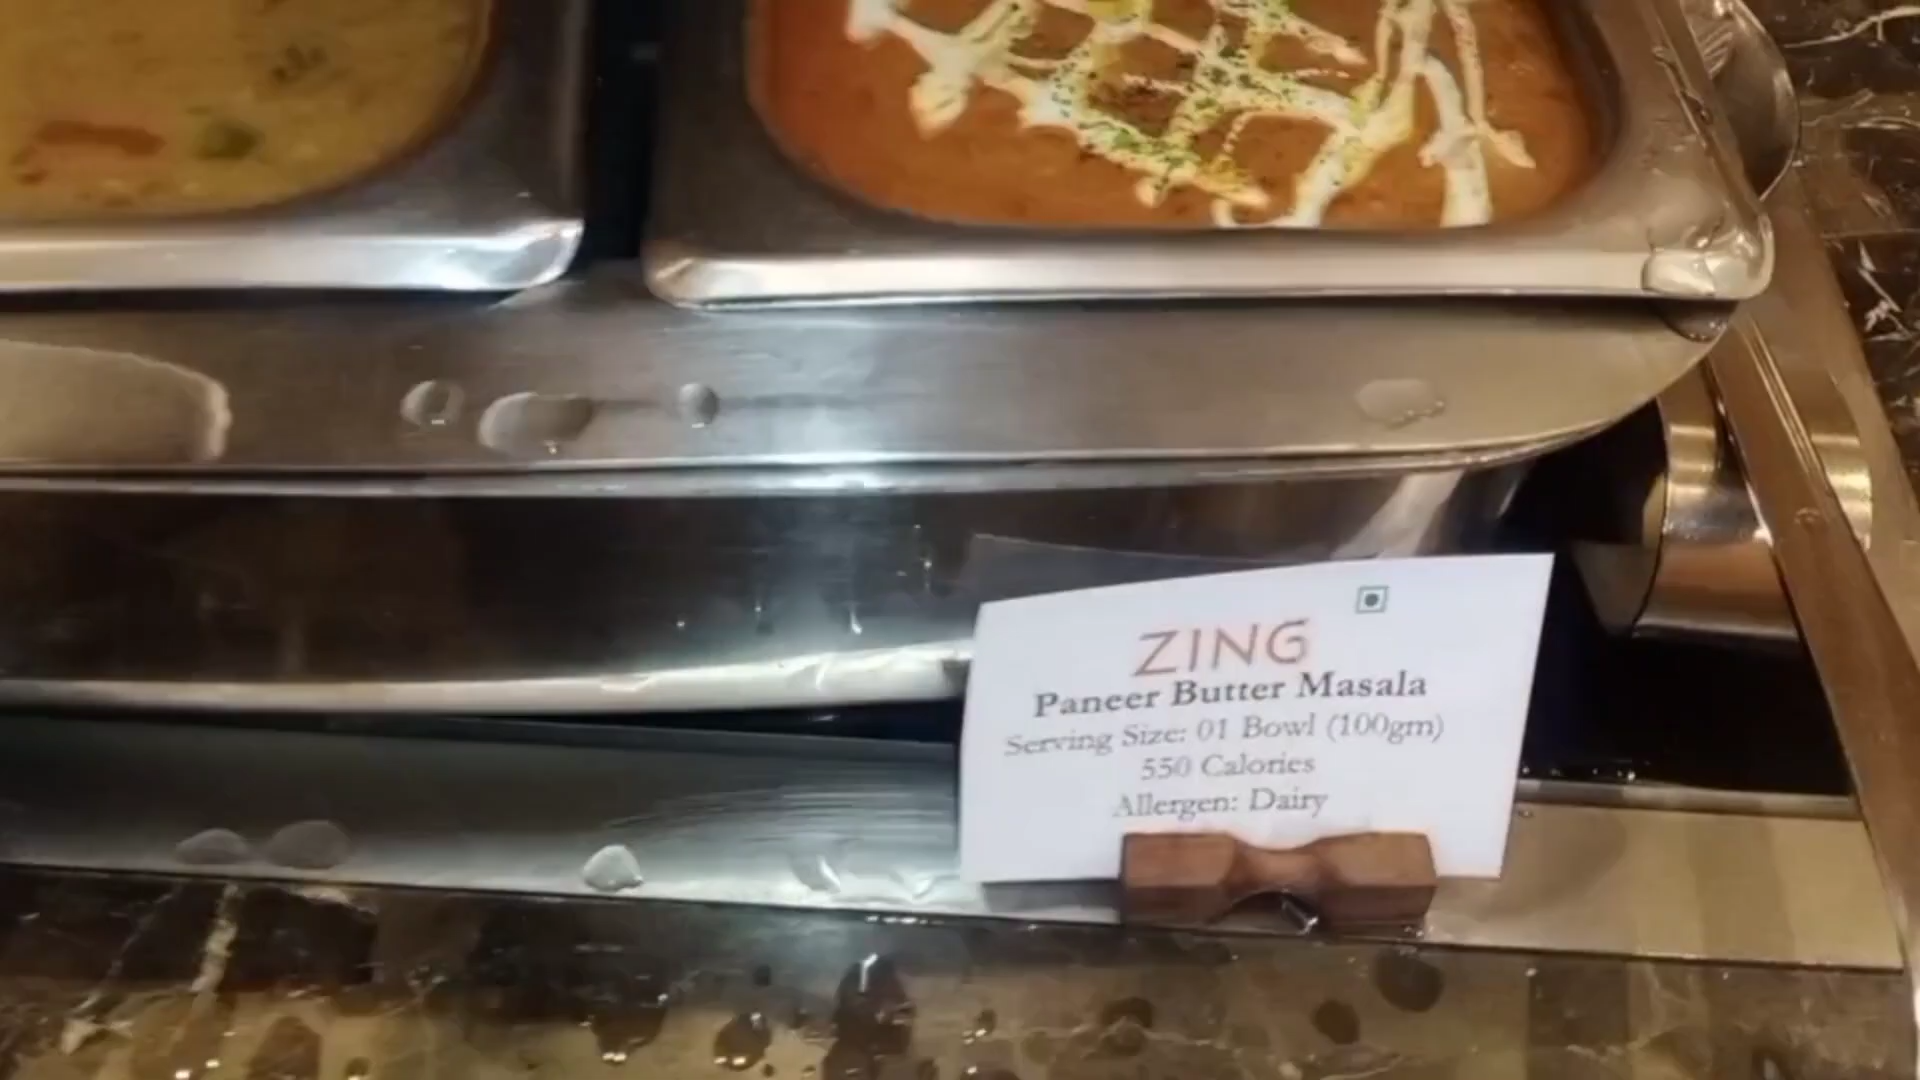 ZING
Paneer Butter Masala
Serving Size: 01 Bowl (100gm)
550 Calories
Allergen: Dairy